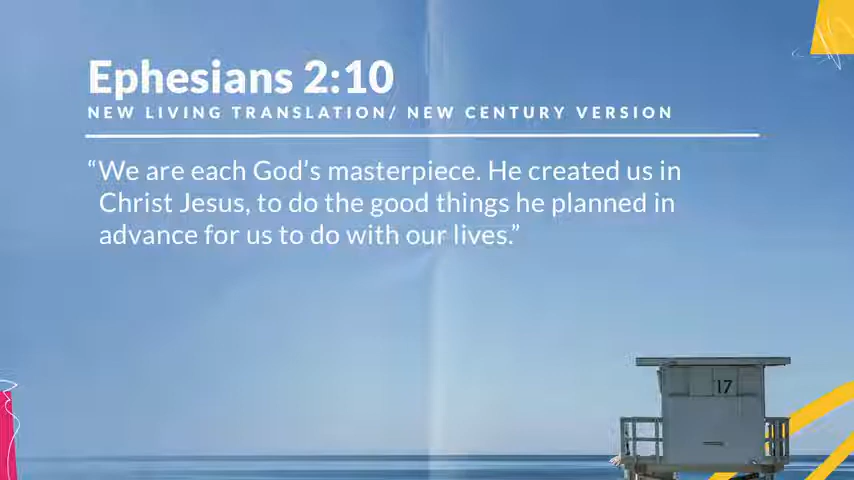 Ephesians 2:10
NEW LIVING TRANSLATION/ NEW CENTURY VERSION
“We are each God’s masterpiece. He created us in
Christ Jesus, to do the good things he planned in
advance for us to do with our lives.”
17